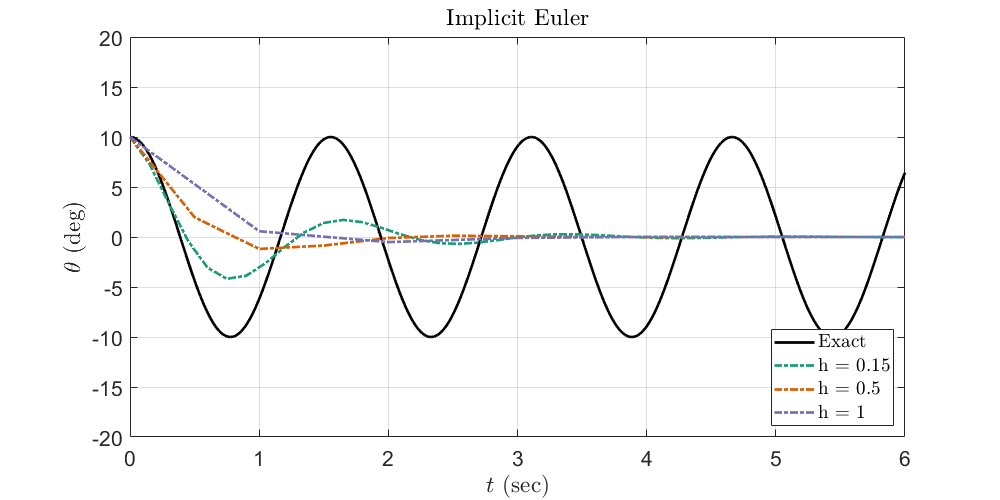 Implicit Euler
20
15
10
5
0
-5
-10
-15
-20
θ (deg)
0 1 2 3 4 5 6
t (sec)
Exact
h = 0.15
h = 0.5
h = 1